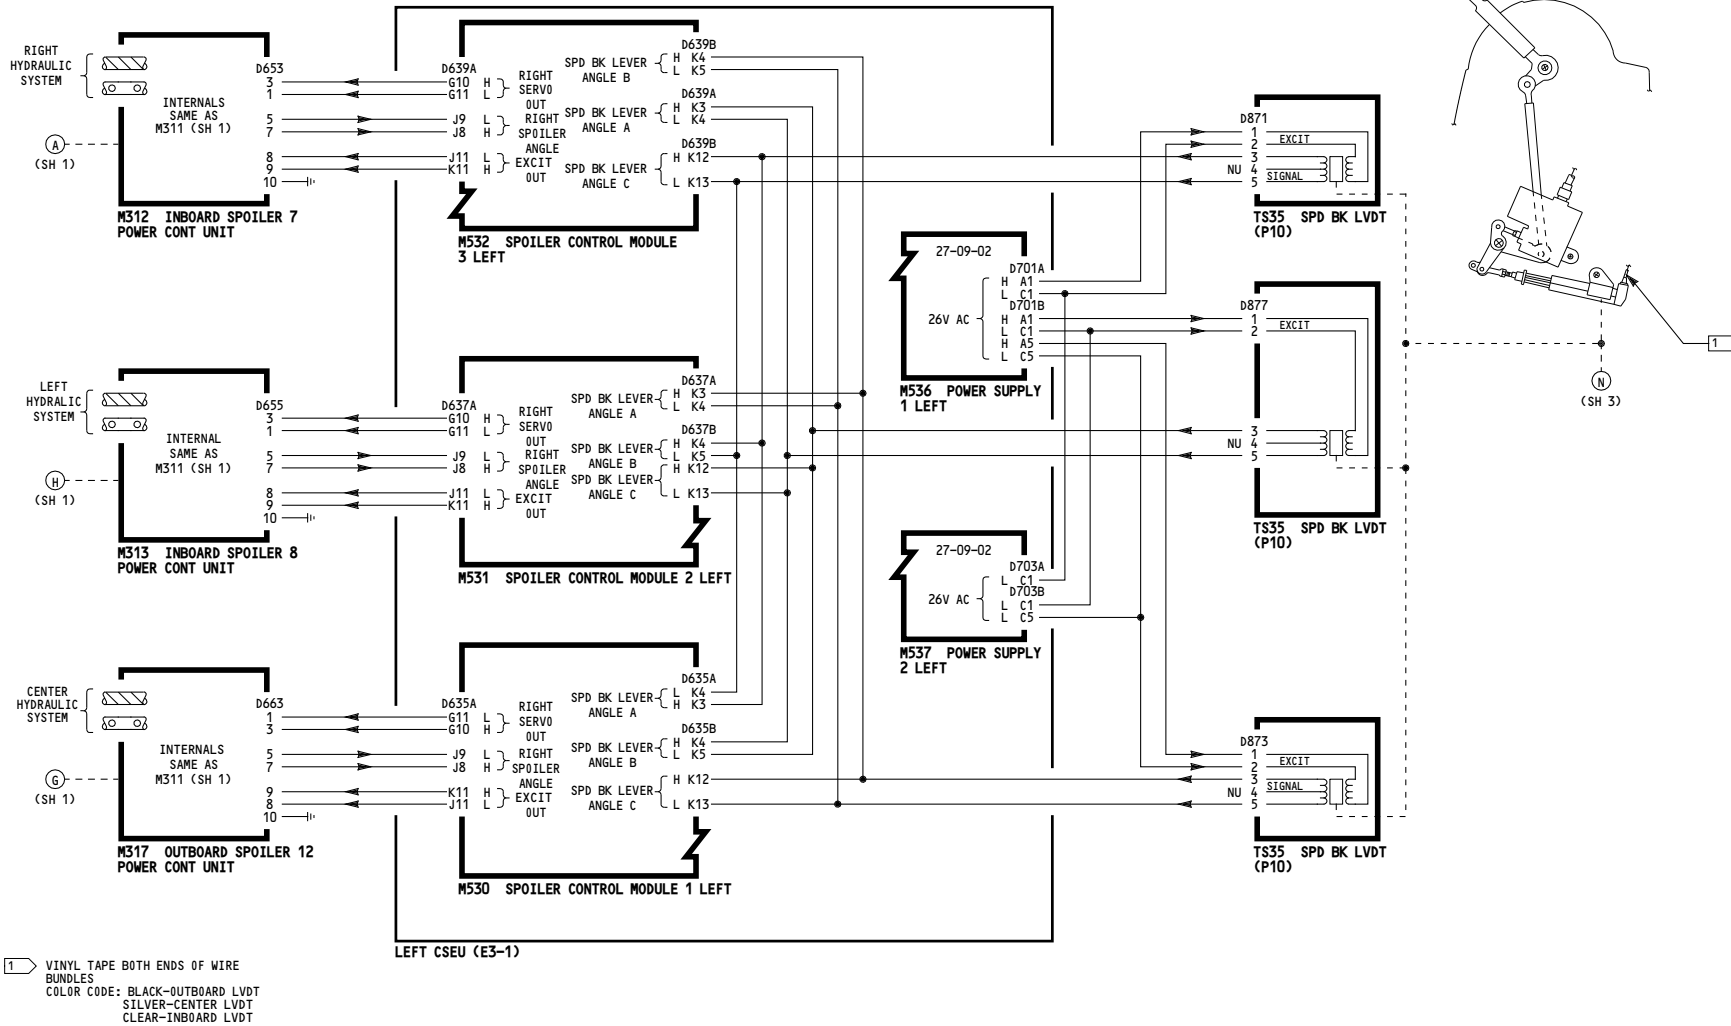 RIGHT
HYDRAULIC
SYSTEM
A
(SH 1)
D653
3
1
5
7
8
9
10
INTERNALS
SAME AS
M311 (SH 1)
M312 INBOARD SPOILER 7
POWER CONT UNIT
D639A
G10 H
G11 L
RIGHT
SERVO
OUT
J9 L
J8 H
RIGHT
SPOILER
ANGLE
J11 L
K11 H
EXCIT
OUT
D639B
SPD BK LEVER
ANGLE B
H K4
L K5
D639A
SPD BK LEVER
ANGLE A
H K3
L K4
D639B
SPD BK LEVER
ANGLE C
H K12
L K13
M532 SPOILER CONTROL MODULE
3 LEFT
LEFT
HYDRALIC
SYSTEM
H
(SH 1)
D655
3
1
5
7
8
9
10
INTERNAL
SAME AS
M311 (SH 1)
M313 INBOARD SPOILER 8
POWER CONT UNIT
D637A
G10 H
G11 L
RIGHT
SERVO
OUT
J9 L
J8 H
RIGHT
SPOILER
ANGLE
J11 L
K11 H
EXCIT
OUT
D637A
SPD BK LEVER
ANGLE A
H K3
L K4
D637B
SPD BK LEVER
ANGLE B
H K4
L K5
SPD BK LEVER
ANGLE C
H K12
L K13
M531 SPOILER CONTROL MODULE 2 LEFT
CENTER
HYDRAULIC
SYSTEM
G
(SH 1)
D663
1
3
5
7
9
8
10
INTERNALS
SAME AS
M311 (SH 1)
M317 OUTBOARD SPOILER 12
POWER CONT UNIT
D635A
G11 L
G10 H
RIGHT
SERVO
OUT
J9 L
J8 H
RIGHT
SPOILER
ANGLE
K11 H
J11 L
EXCIT
OUT
D635A
SPD BK LEVER
ANGLE A
L K4
H K3
D635B
SPD BK LEVER
ANGLE B
H K4
L K5
SPD BK LEVER
ANGLE C
H K12
L K13
M530 SPOILER CONTROL MODULE 1 LEFT
LEFT CSEU (E3-1)
27-09-02
26V AC
D701A
H A1
L C1
D701B
H A1
L C1
H A5
L C5
M536 POWER SUPPLY
1 LEFT
27-09-02
26V AC
D703A
L C1
D703B
L C1
L C5
M537 POWER SUPPLY
2 LEFT
D871
1
2 EXCIT
3
NU 4
5 SIGNAL
TS35 SPD BK LVDT
(P10)
D877
1
2 EXCIT
3
NU 4
5
TS35 SPD BK LVDT
(P10)
D873
1
2 EXCIT
3
NU 4 SIGNAL
5
TS35 SPD BK LVDT
(P10)
1
N
(SH 3)
1 VINYL TAPE BOTH ENDS OF WIRE
BUNDLES
COLOR CODE: BLACK-OUTBOARD LVDT
SILVER-CENTER LVDT
CLEAR-INBOARD LVDT